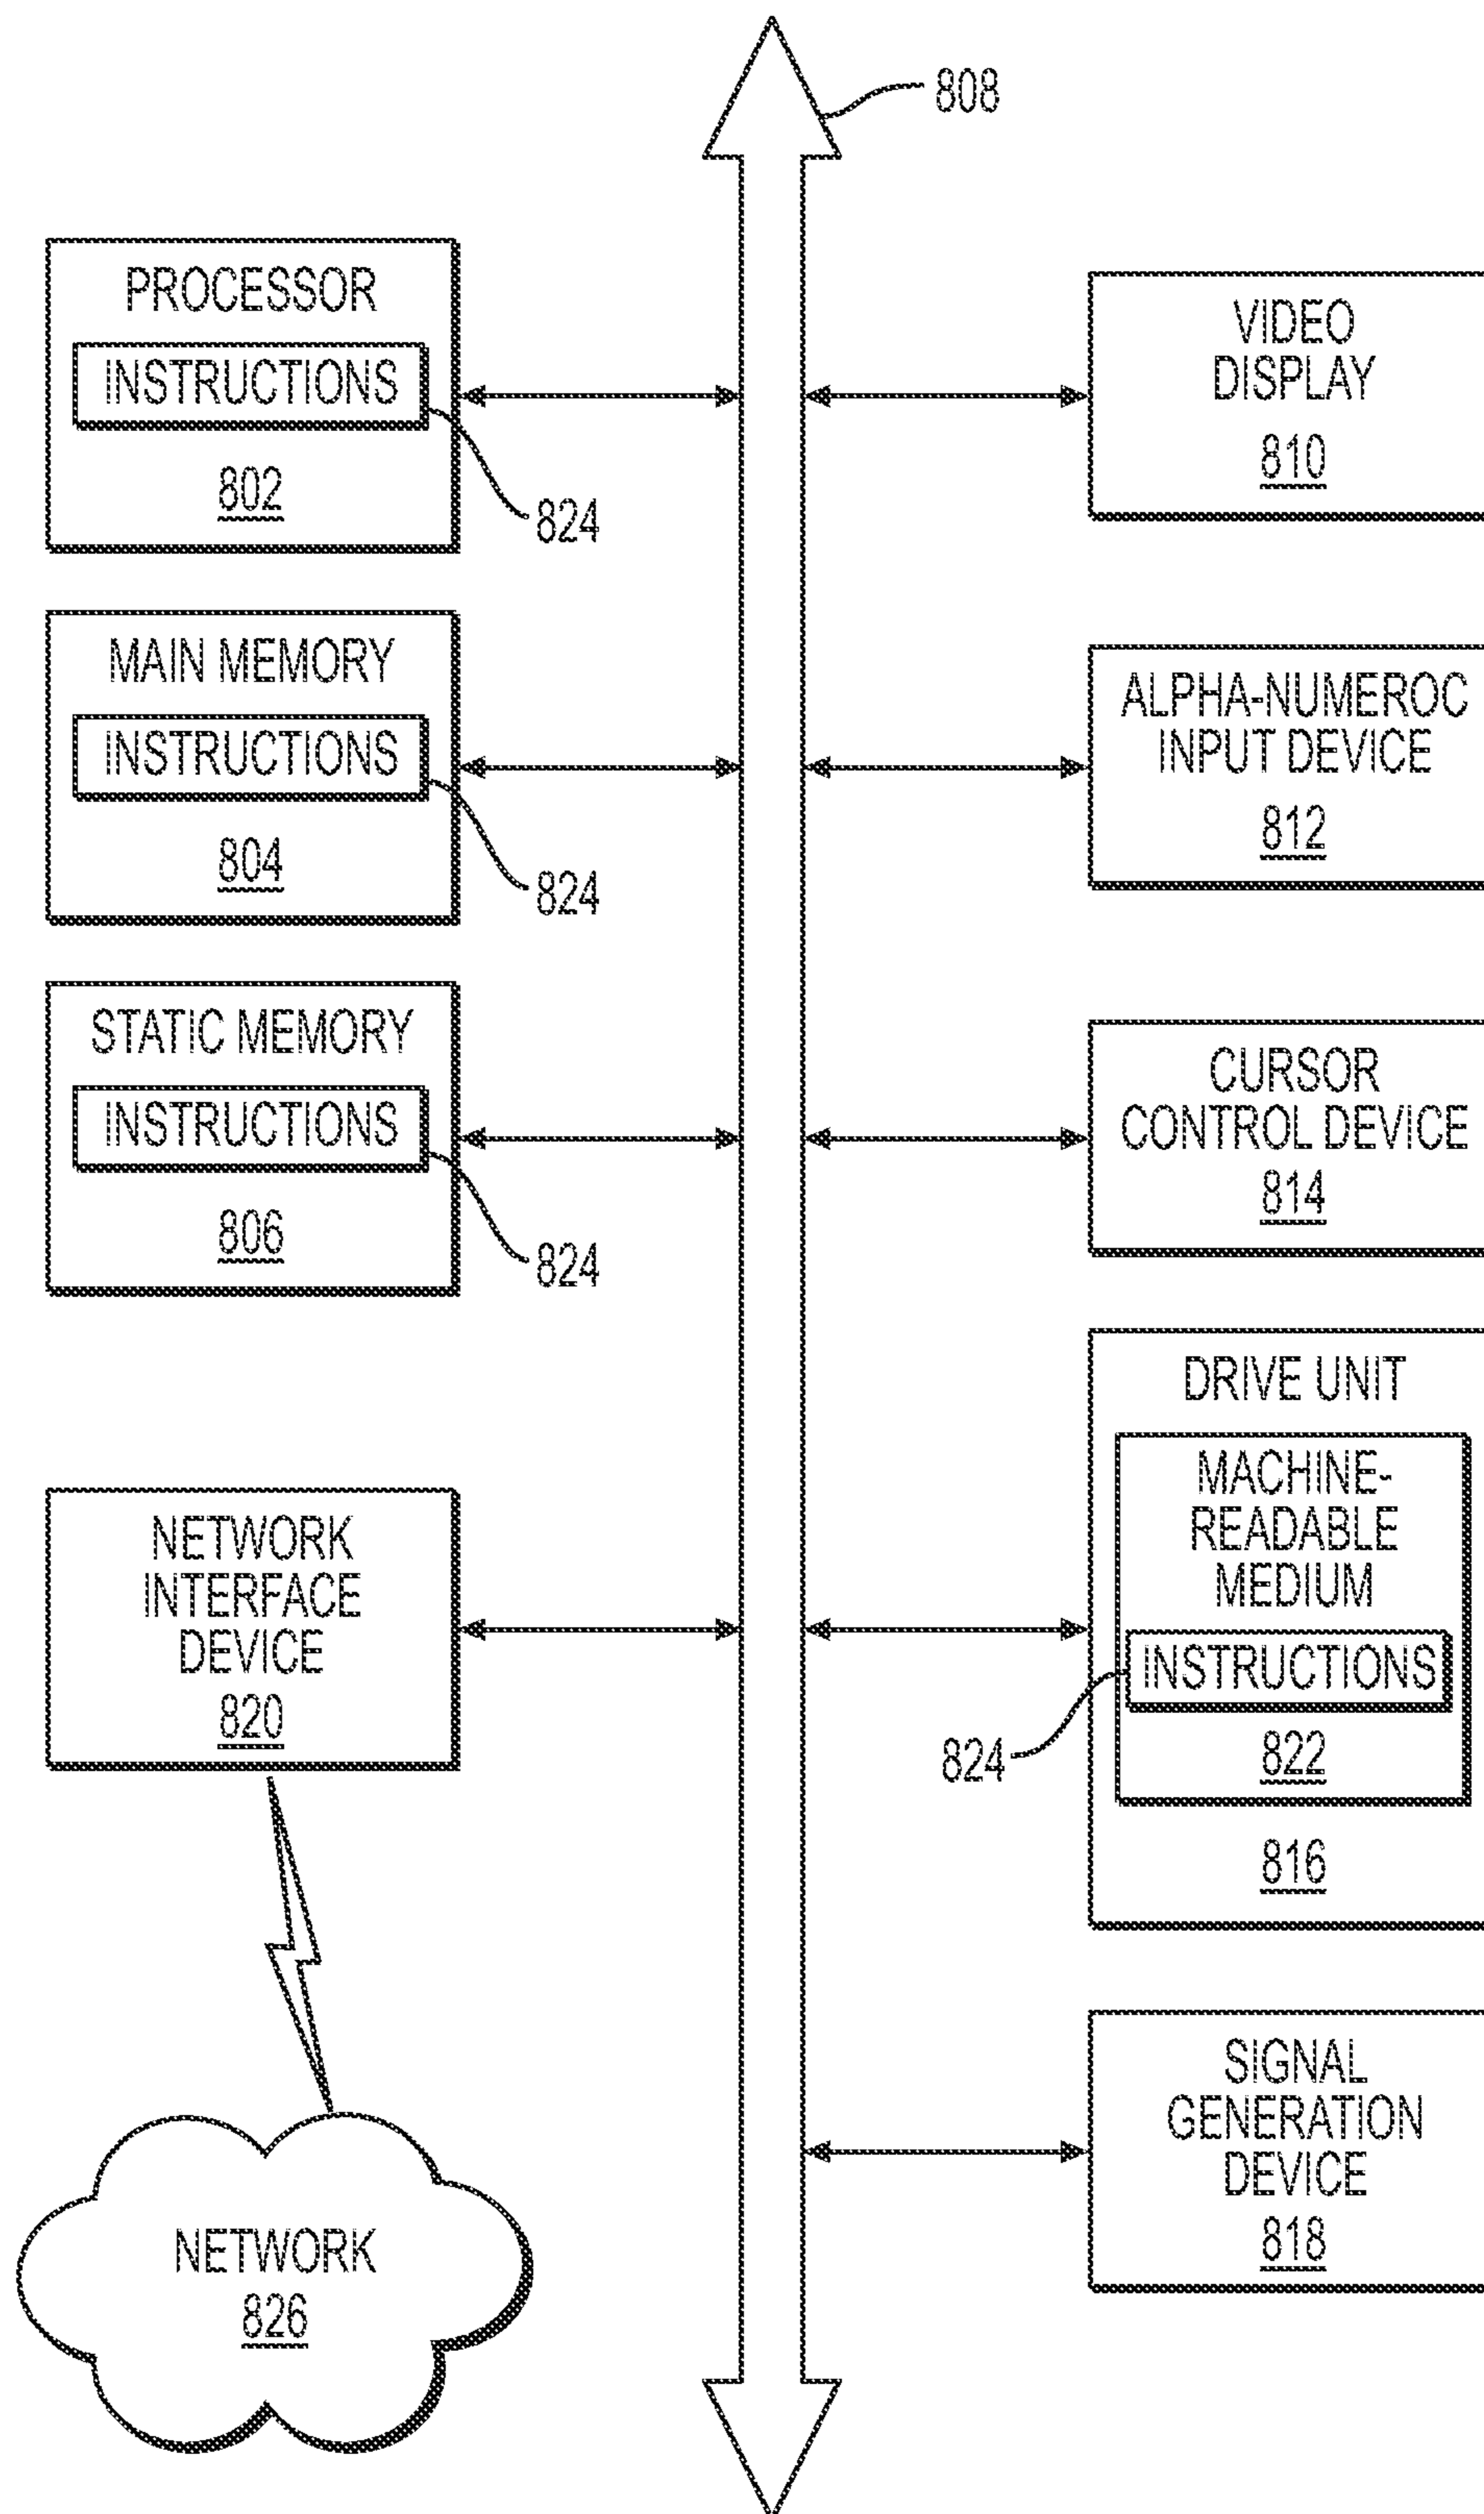 808
PROCESSOR
INSTRUCTIONS
802
824
MAIN MEMORY
INSTRUCTIONS
804
824
STATIC MEMORY
INSTRUCTIONS
806
824
NETWORK
INTERFACE
DEVICE
820
NETWORK
826
VIDEO
DISPLAY
810
ALPHA-NUMEROC
INPUT DEVICE
812
CURSOR
CONTROL DEVICE
814
DRIVE UNIT
MACHINE-
READABLE
MEDIUM
INSTRUCTIONS
824
822
816
SIGNAL
GENERATION
DEVICE
818